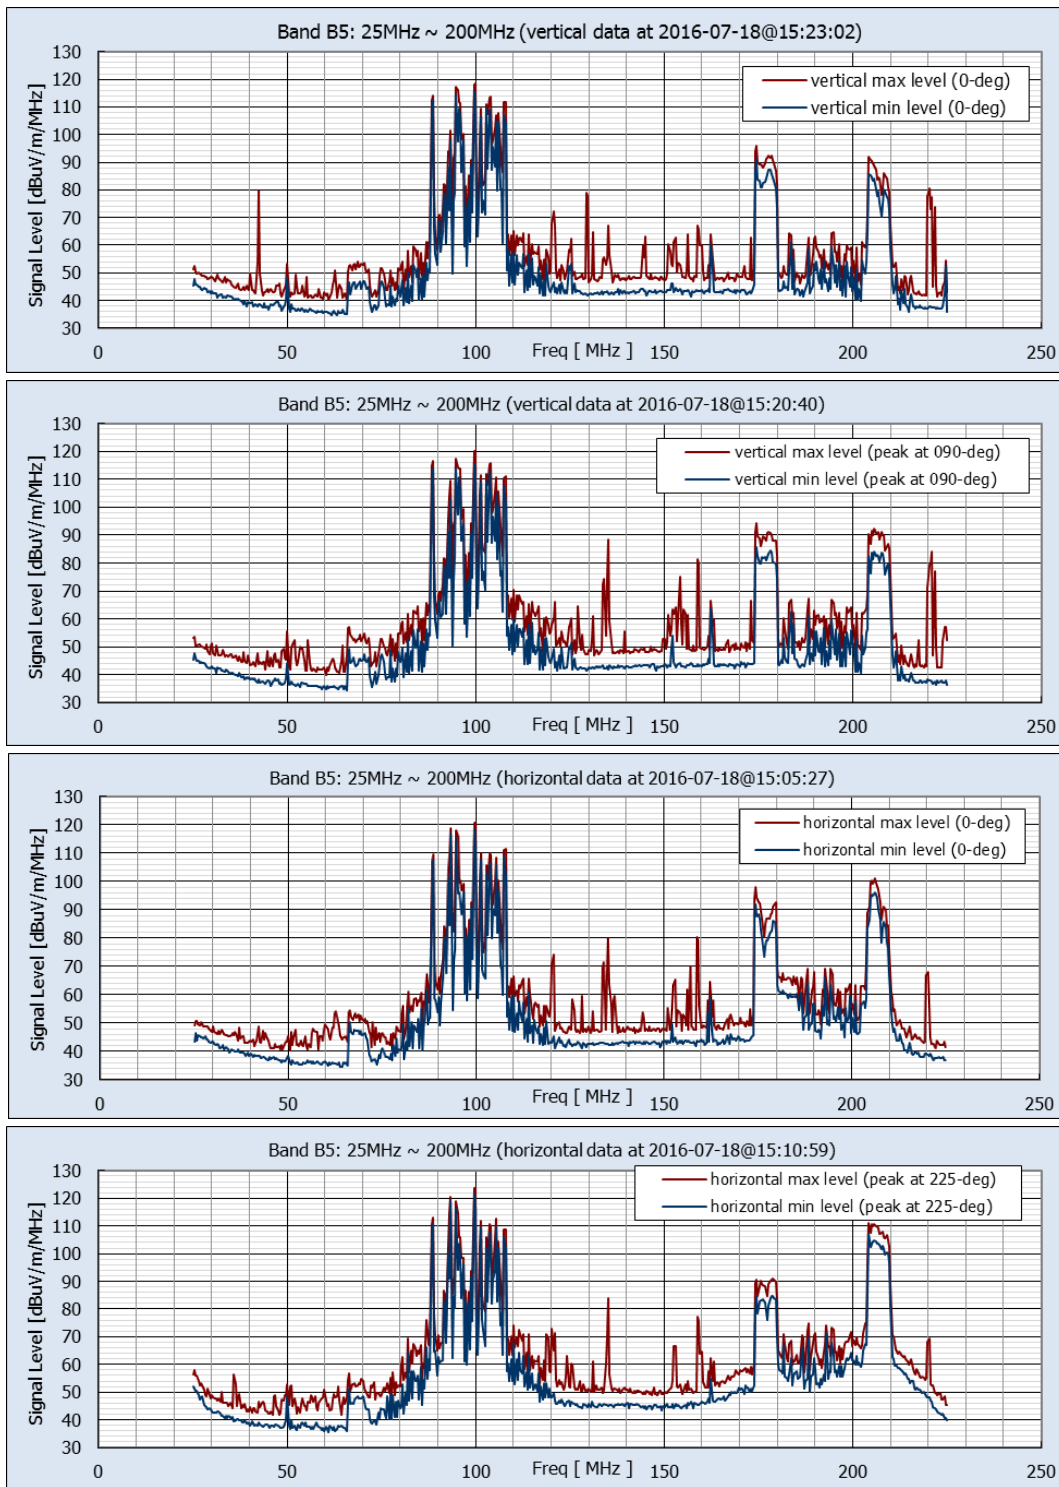 Band B5: 25MHz ~ 200MHz (vertical data at 2016-07-18@15:23:02)
vertical max level (0-deg)
vertical min level (0-deg)
Signal Level [dBuV/m/MHz]
130
120
110
100
90
80
70
60
50
40
30
0 50 100 150 200 250
Freq [ MHz ]
Band B5: 25MHz ~ 200MHz (vertical data at 2016-07-18@15:20:40)
vertical max level (peak at 090-deg)
vertical min level (peak at 090-deg)
Signal Level [dBuV/m/MHz]
130
120
110
100
90
80
70
60
50
40
30
0 50 100 150 200 250
Freq [ MHz ]
Band B5: 25MHz ~ 200MHz (horizontal data at 2016-07-18@15:05:27)
horizontal max level (0-deg)
horizontal min level (0-deg)
Signal Level [dBuV/m/MHz]
130
120
110
100
90
80
70
60
50
40
30
0 50 100 150 200 250
Freq [ MHz ]
Band B5: 25MHz ~ 200MHz (horizontal data at 2016-07-18@15:10:59)
horizontal max level (peak at 225-deg)
horizontal min level (peak at 225-deg)
Signal Level [dBuV/m/MHz]
130
120
110
100
90
80
70
60
50
40
30
0 50 100 150 200 250
Freq [ MHz ]